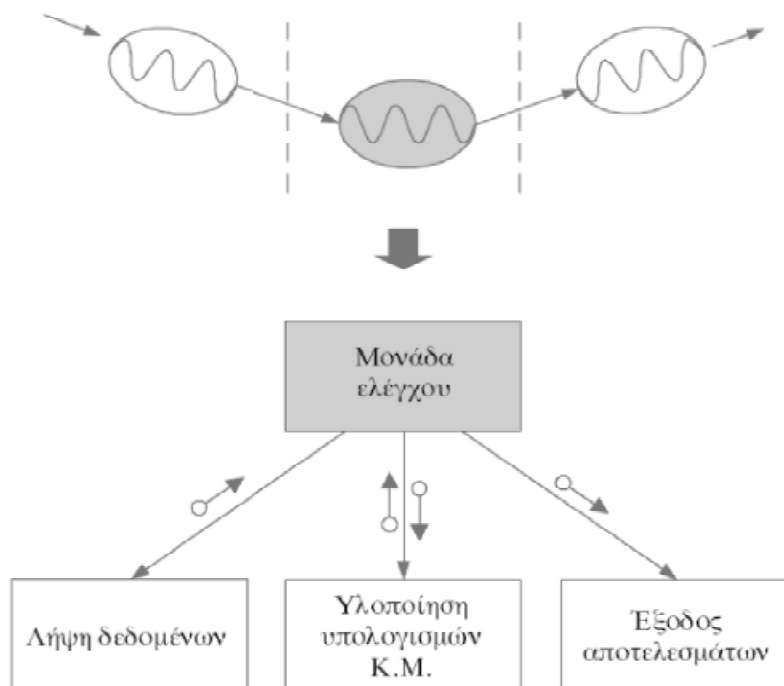 Μονάδα
ελέγχου
Λήψη δεδομένων
Υλοποίηση
υπολογισμών
Κ.Μ.
Έξοδος
αποτελεσμάτων